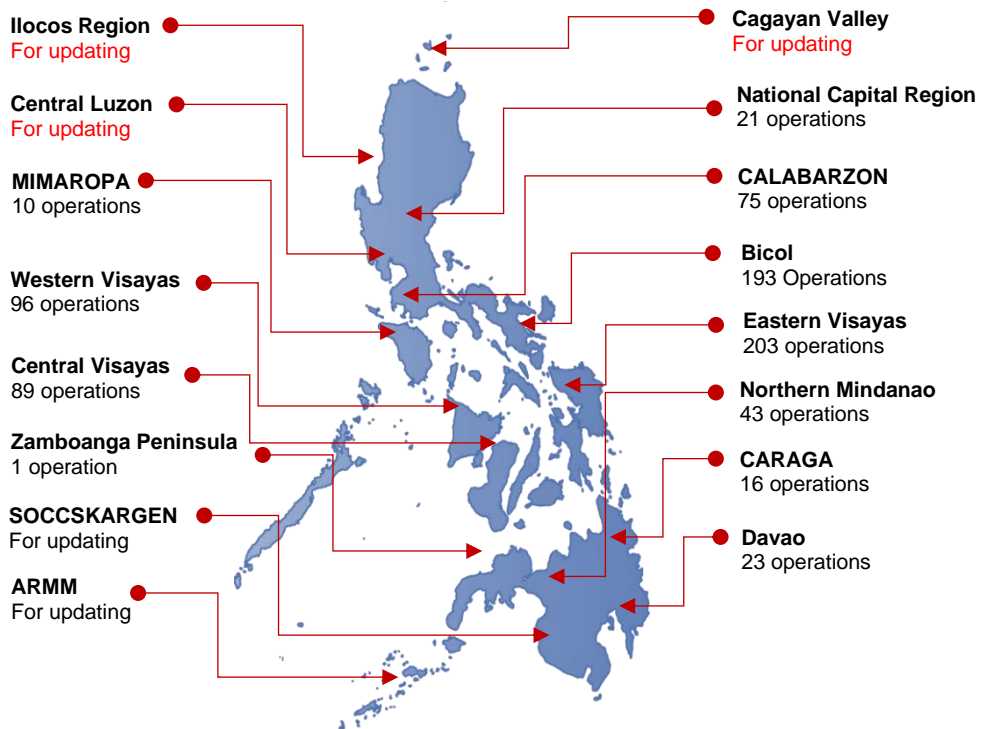 Ilocos Region
For updating
Central Luzon
For updating
MIMAROPA
10 operations
Western Visayas
96 operations
Central Visayas
89 operations
Zamboanga Peninsula
1 operation
SOCCSKARGEN
For updating
ARMM
For updating
Cagayan Valley
For updating
National Capital Region
21 operations
CALABARZON
75 operations
Bicol
193 Operations
Eastern Visayas
203 operations
Northern Mindanao
43 operations
CARAGA
16 operations
Davao
23 operations